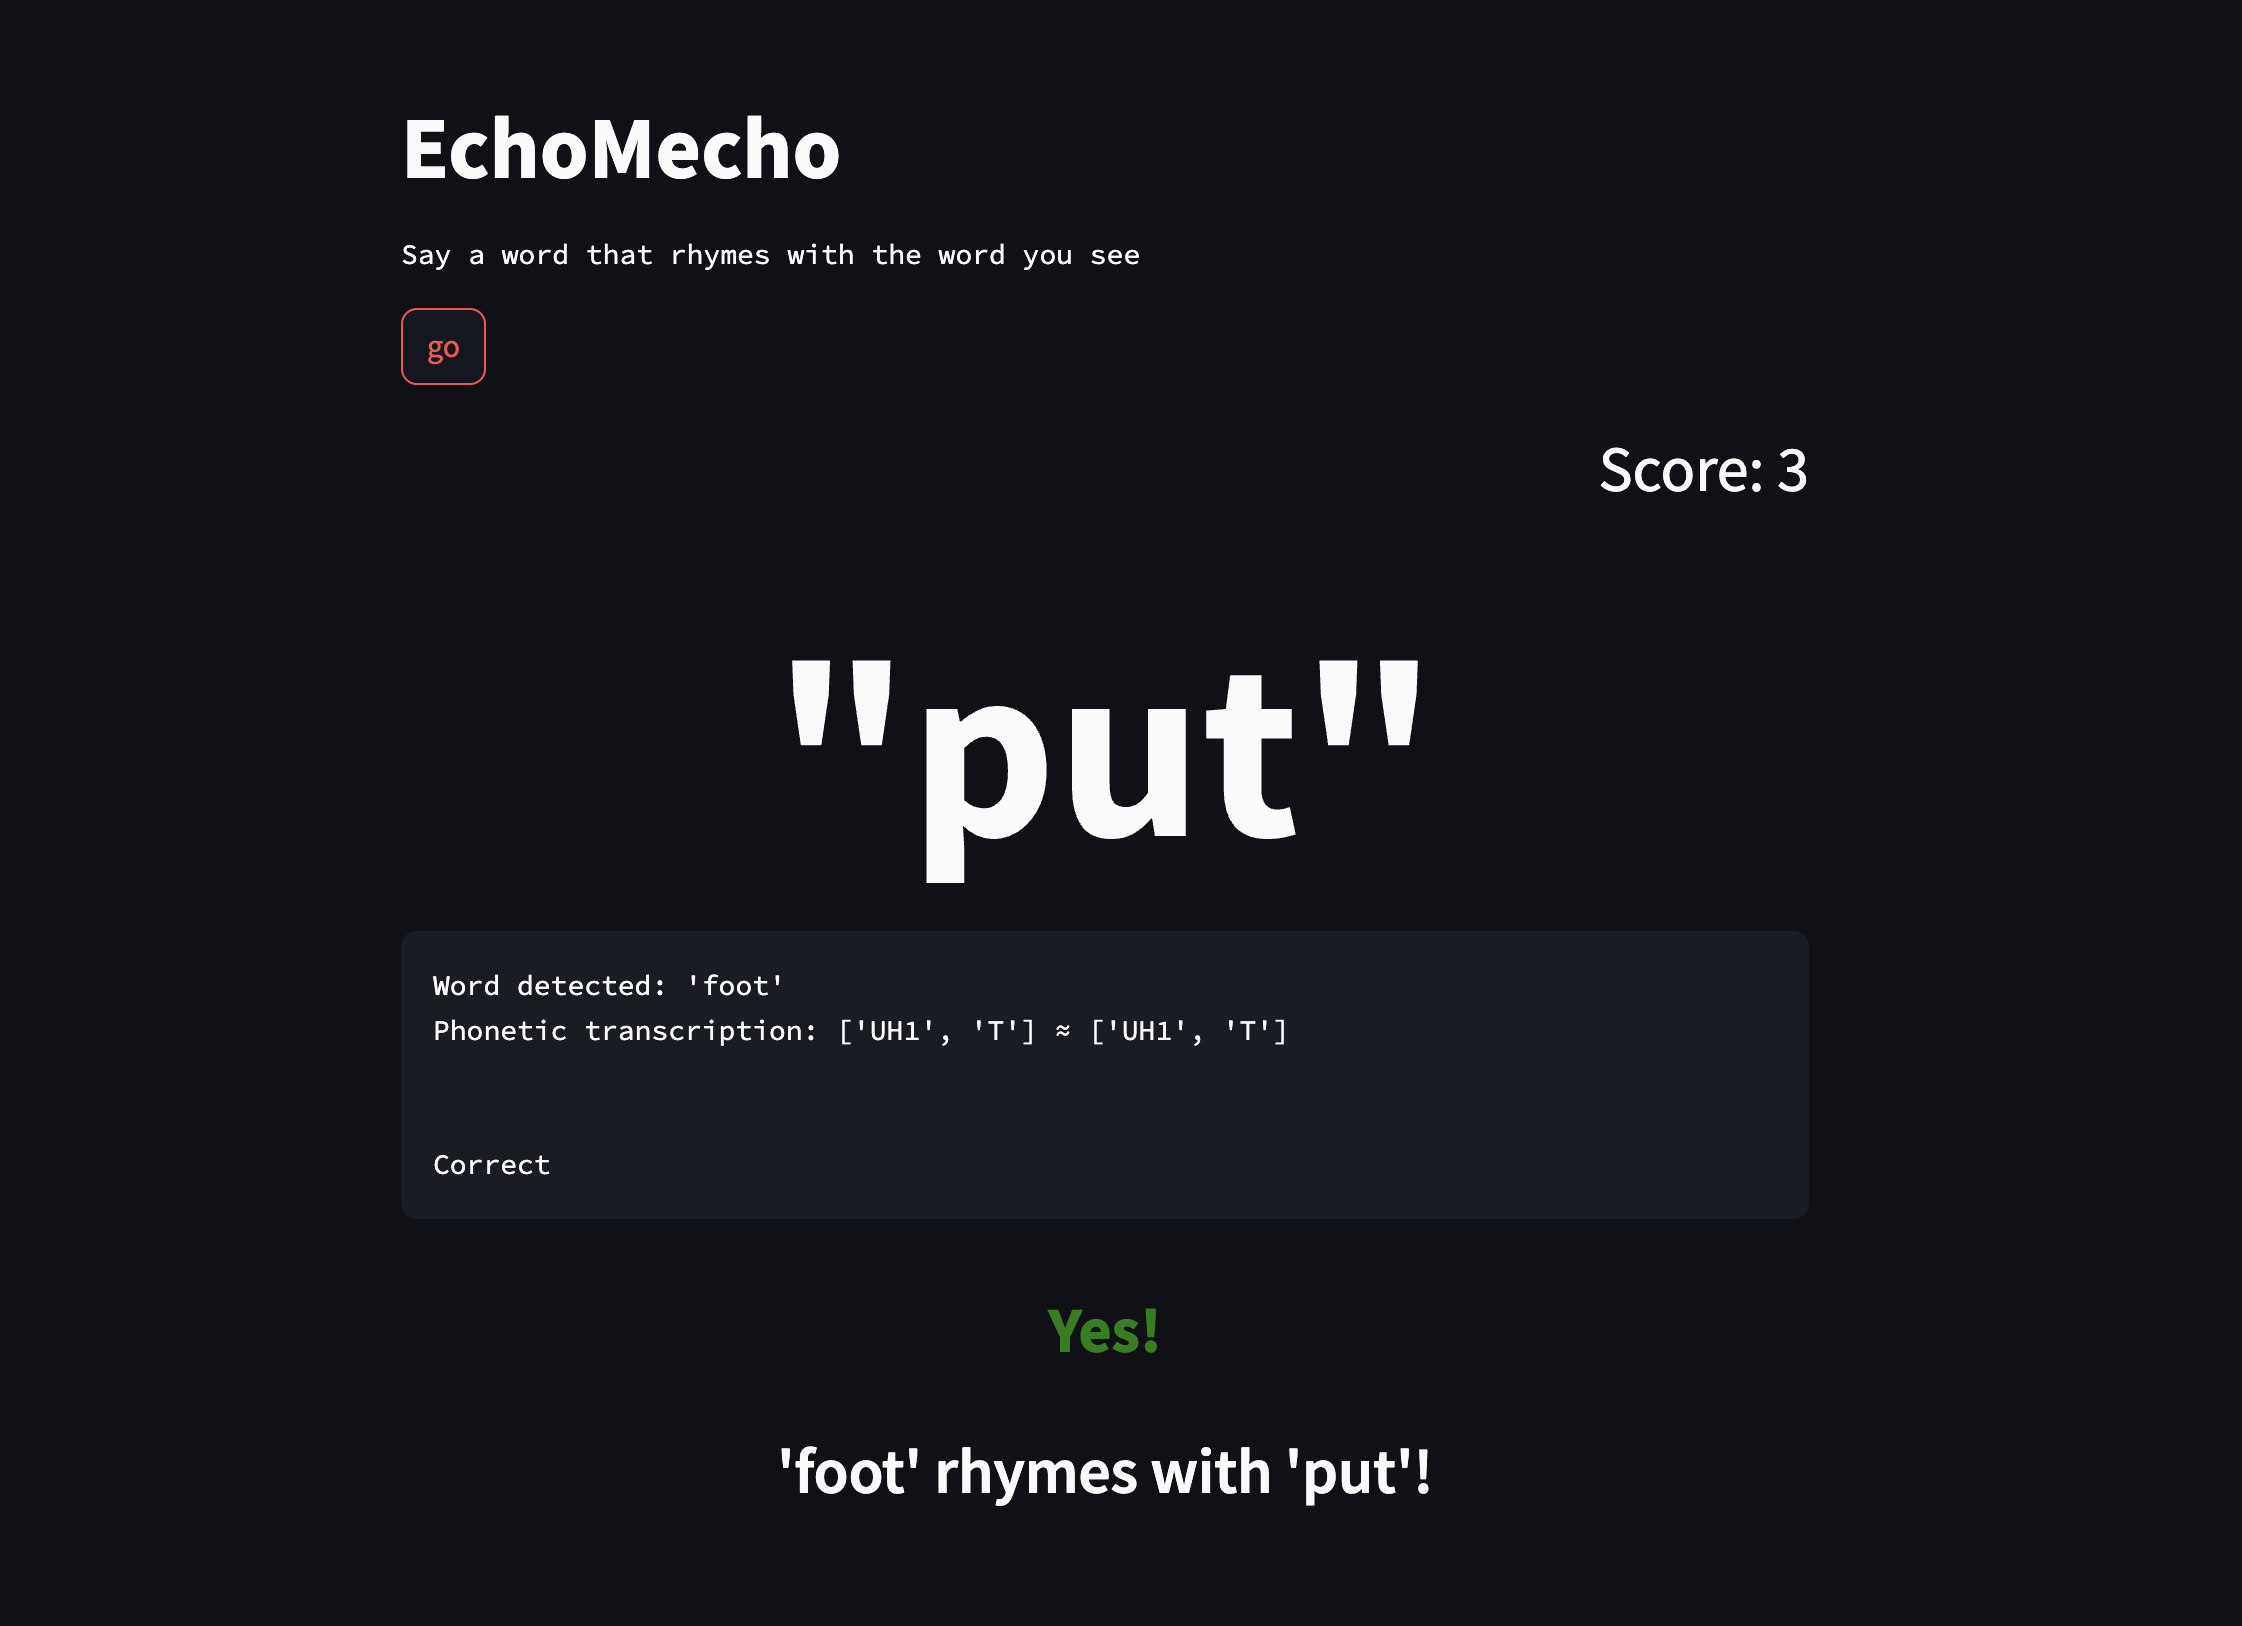 EchoMecho
Say a word that rhymes with the word you see
go
Score: 3
"put"
Word detected: 'foot'
Phonetic transcription: ['UH1', 'T'] ≈ ['UH1', 'T']
Correct
Yes!
'foot' rhymes with 'put'!